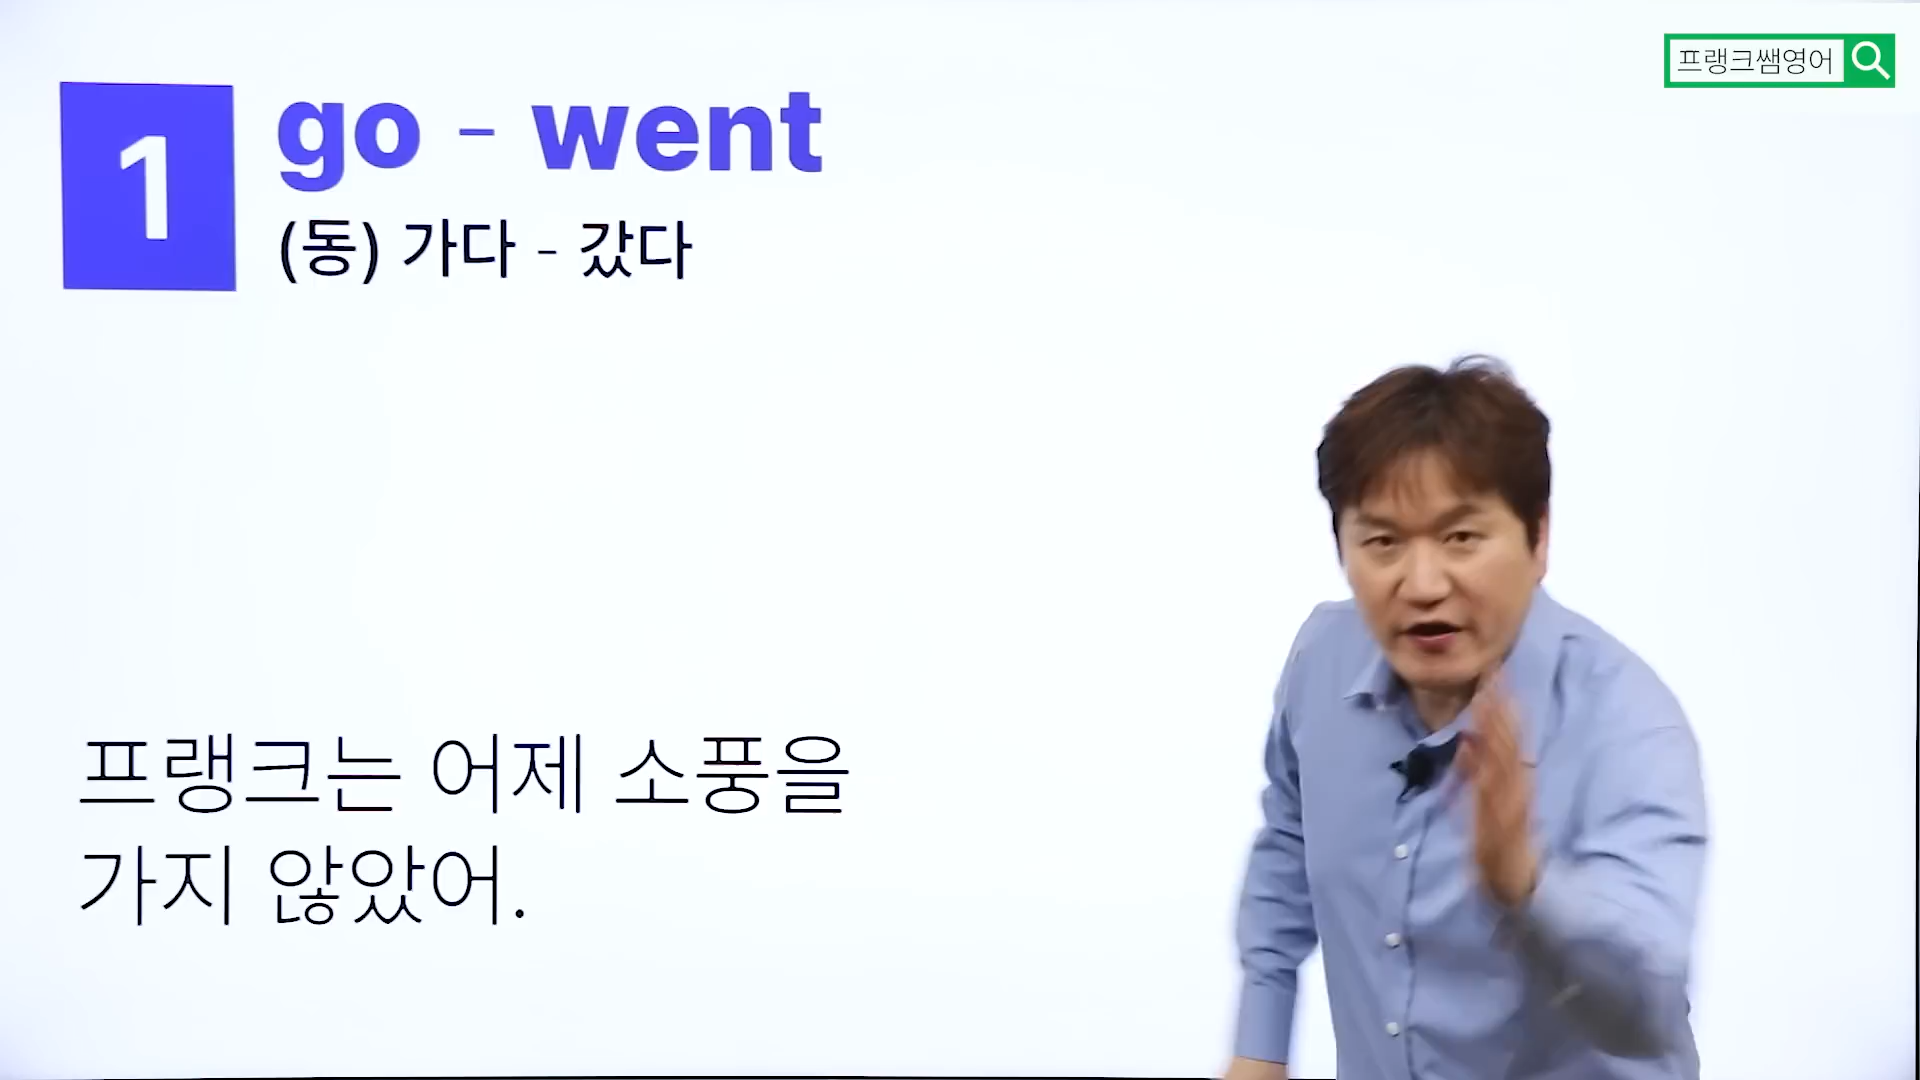 프랭크쌤영어
1
go - went
(동) 가다 - 갔다
프랭크는 어제 소풍을
가지 않았어.